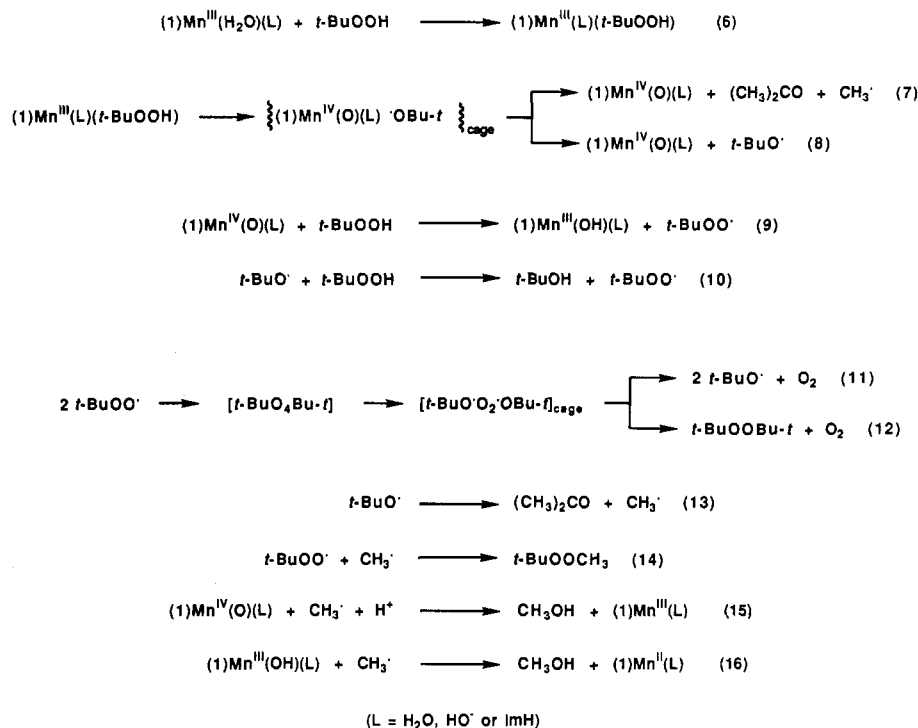 (1)Mn^III(H₂O)(L) + t-BuOOH ⟶ (1)Mn^III(L)(t-BuOOH) (6)
(1)Mn^III(L)(t-BuOOH) ⟶ {(1)Mn^IV(O)(L) ·OBu-t}cage
(1)Mn^IV(O)(L) + (CH₃)₂CO + CH₃· (7)
(1)Mn^IV(O)(L) + t-BuO· (8)
(1)Mn^IV(O)(L) + t-BuOOH ⟶ (1)Mn^III(OH)(L) + t-BuOO· (9)
t-BuO· + t-BuOOH ⟶ t-BuOH + t-BuOO· (10)
2 t-BuOO· ⟶ [t-BuO₄Bu-t] ⟶ [t-BuO·O₂·OBu-t]cage
2 t-BuO· + O₂ (11)
t-BuOOBu-t + O₂ (12)
t-BuO· ⟶ (CH₃)₂CO + CH₃· (13)
t-BuOO· + CH₃· ⟶ t-BuOOCH₃ (14)
(1)Mn^IV(O)(L) + CH₃· + H⁺ ⟶ CH₃OH + (1)Mn^III(L) (15)
(1)Mn^III(OH)(L) + CH₃· ⟶ CH₃OH + (1)Mn^II(L) (16)
(L = H₂O, HO⁻ or ImH)